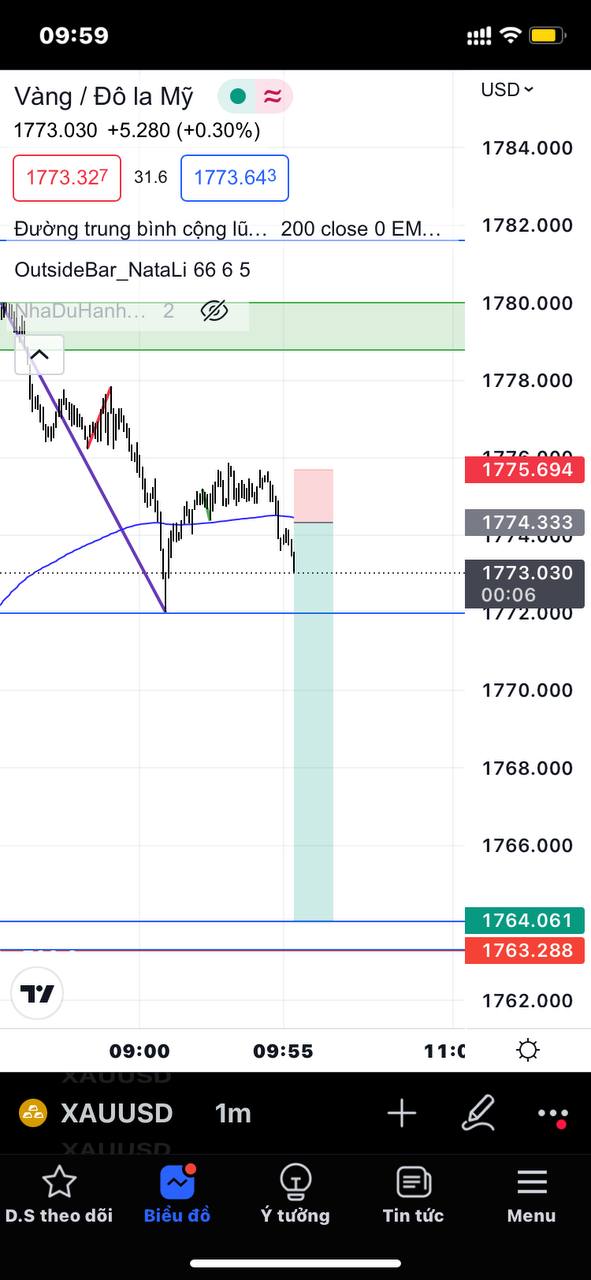 09:59
Vàng / Đô la Mỹ
USD
1773.030 +5.280 (+0.30%)
1773.327 31.6 1773.643
Đường trung bình cộng lũ... 200 close 0 EM...
OutsideBar_NataLi 66 6 5
NhaDuHanh... 2
1784.000
1782.000
1780.000
1778.000
1776.000
1775.694
1774.333
1774.000
1773.030
00:06
1772.000
1770.000
1768.000
1766.000
1764.061
1763.288
1762.000
09:00 09:55 11:0
XAUUSD
XAUUSD 1m
XAUUSD
D.S theo dõi Biểu đồ Ý tưởng Tin tức Menu